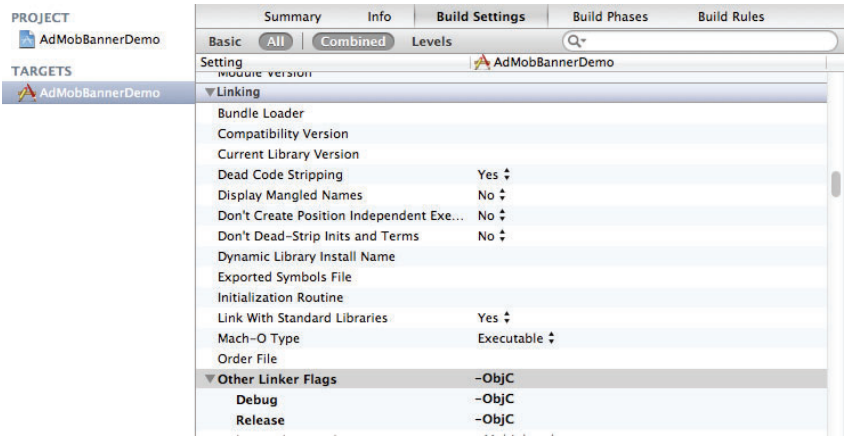 PROJECT
AdMobBannerDemo
TARGETS
AdMobBannerDemo
Summary Info Build Settings Build Phases Build Rules
Basic All Combined Levels
Setting AdMobBannerDemo
Module Version
Linking
Bundle Loader
Compatibility Version
Current Library Version
Dead Code Stripping Yes
Display Mangled Names No
Don't Create Position Independent Exe... No
Don't Dead-Strip Inits and Terms No
Dynamic Library Install Name
Exported Symbols File
Initialization Routine
Link With Standard Libraries Yes
Mach-O Type Executable
Order File
Other Linker Flags -ObjC
Debug -ObjC
Release -ObjC